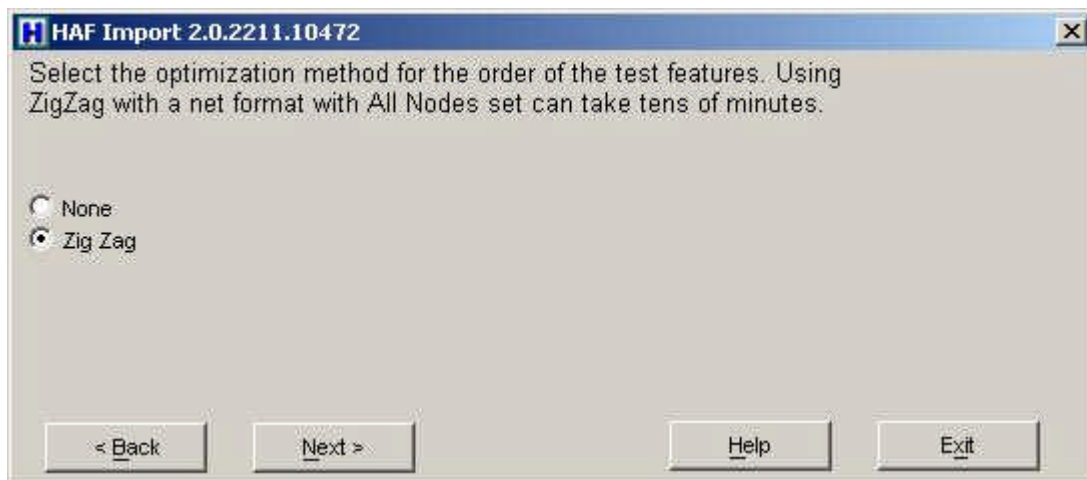 HAF Import 2.0.2211.10472
Select the optimization method for the order of the test features. Using
ZigZag with a net format with All Nodes set can take tens of minutes.
None
Zig Zag
< Back Next > Help Exit